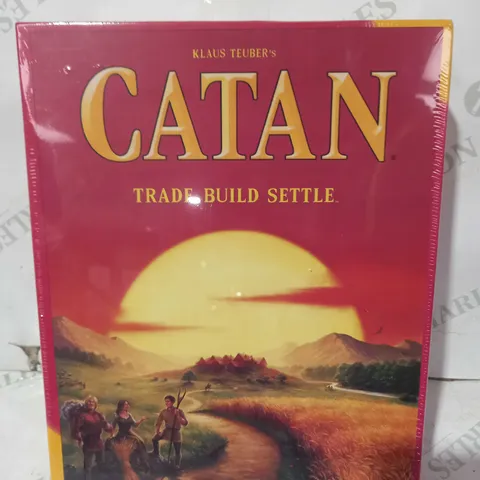 KLAUS TEUBER'S
CATAN
TRADE BUILD SETTLE